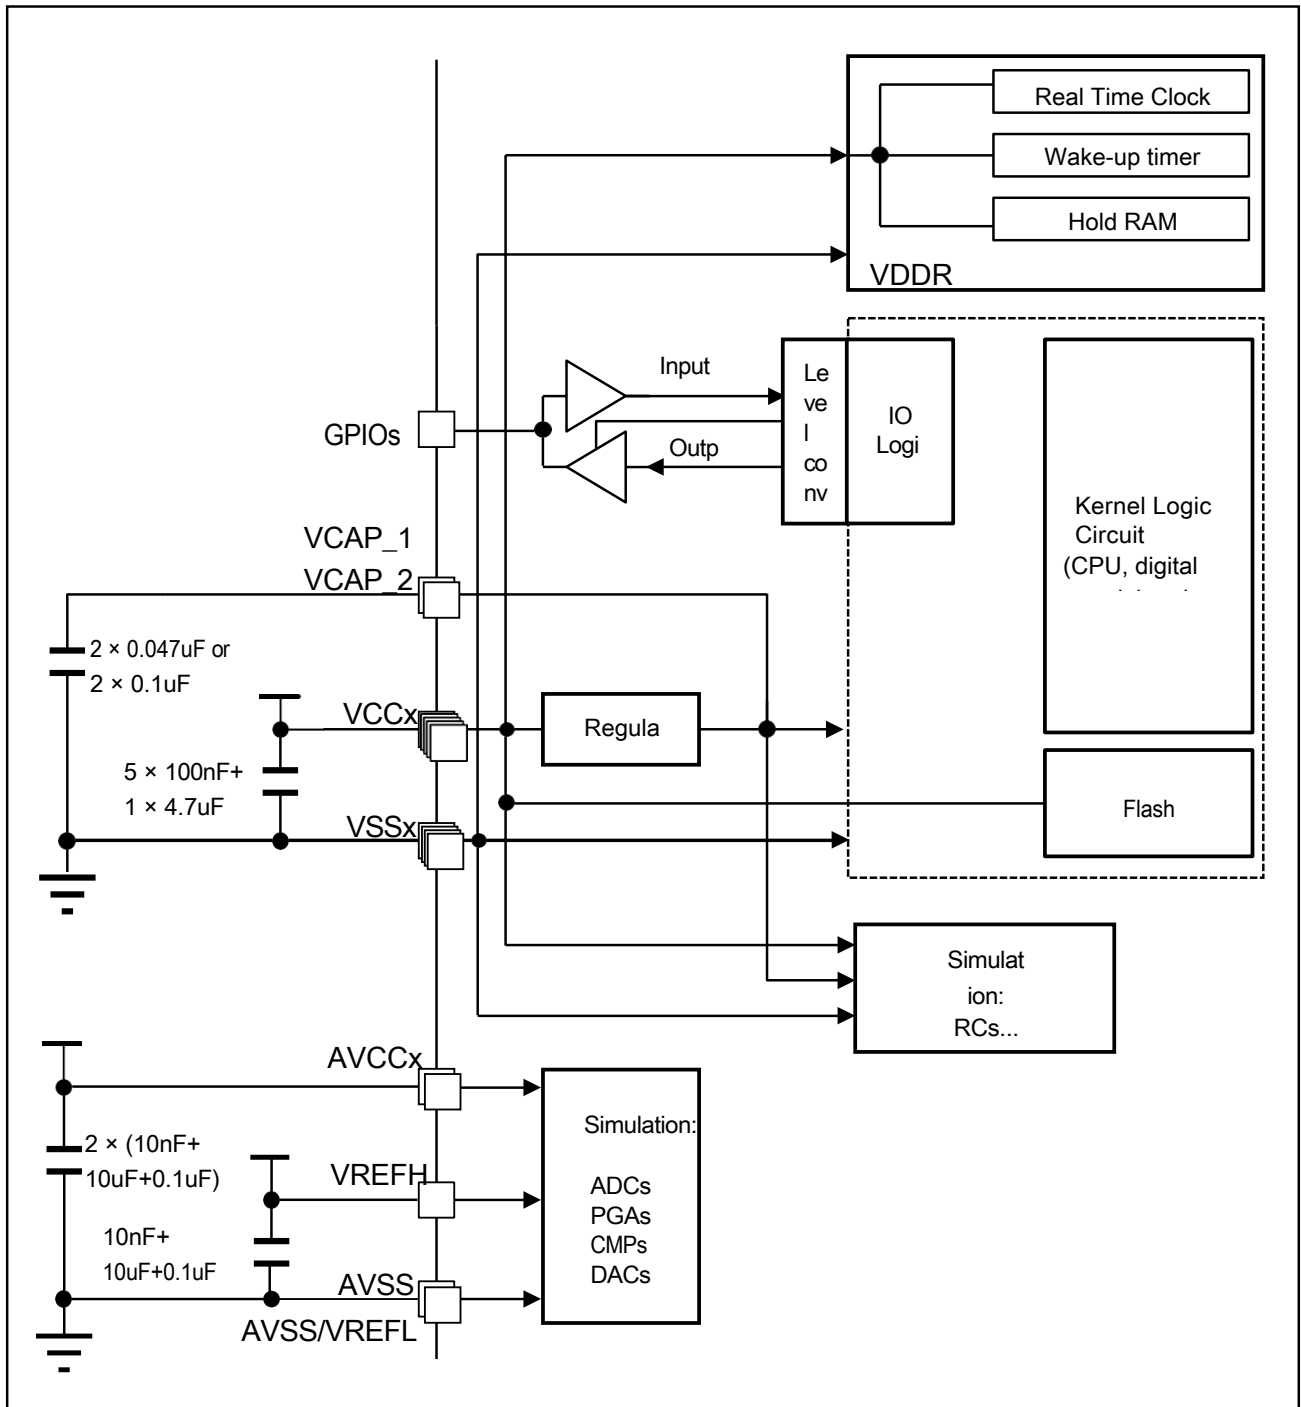 Real Time Clock
Wake-up timer
Hold RAM
VDDR
Input
Le
ve
l
co
nv
IO
Logi
GPIOs
Outp
Kernel Logic
Circuit
(CPU, digital
VCAP_1
VCAP_2
2 × 0.047uF or
2 × 0.1uF
VCCx
Regula
5 × 100nF+
1 × 4.7uF
Flash
VSSx
Simulat
ion:
RCs...
AVCCx
2 × (10nF+
10uF+0.1uF)
Simulation:
VREFH
ADCs
PGAs
CMPs
DACs
10nF+
10uF+0.1uF
AVSS
AVSS/VREFL